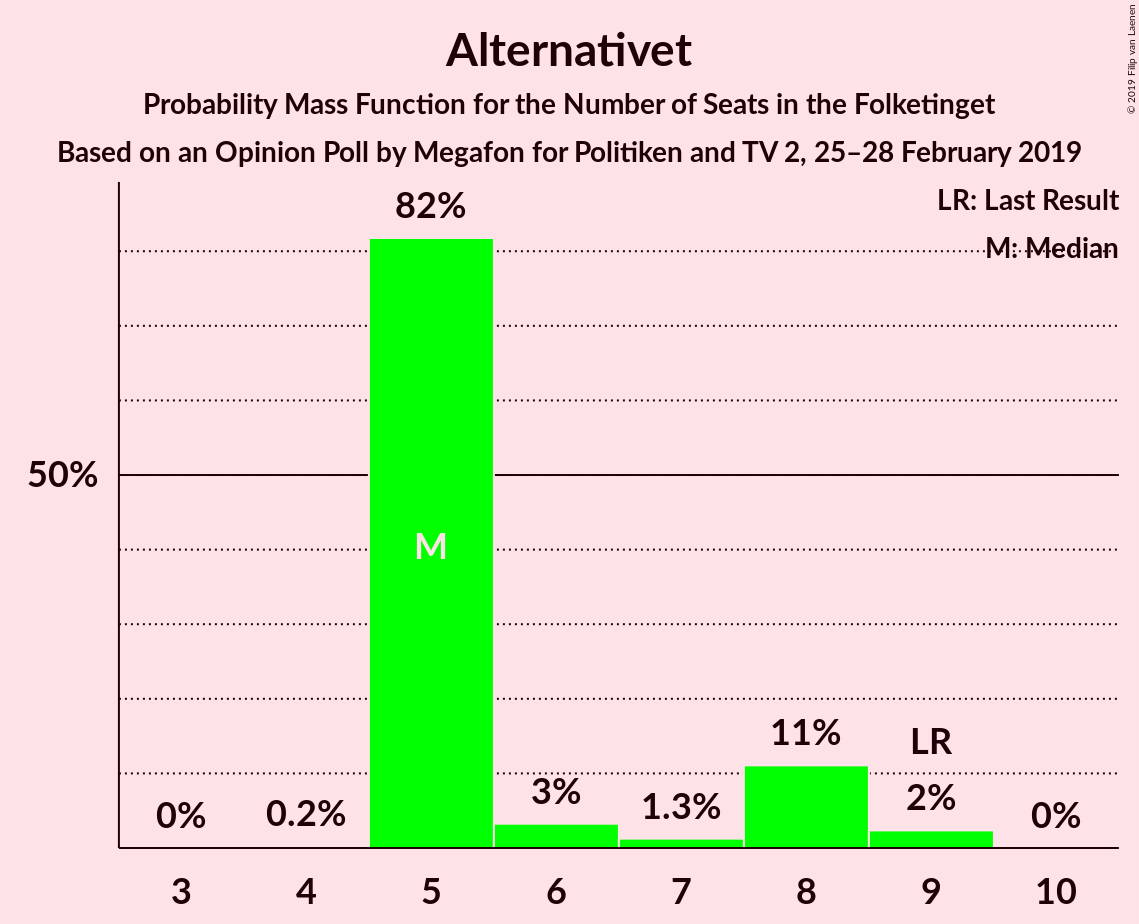 Alternativet
Probability Mass Function for the Number of Seats in the Folketinget
Based on an Opinion Poll by Megafon for Politiken and TV 2, 25–28 February 2019
© 2019 Filip van Laenen
LR: Last Result
M: Median
82%
50%
M
11%
LR
3%
1.3%
2%
0%
0.2%
0%
3 4 5 6 7 8 9 10